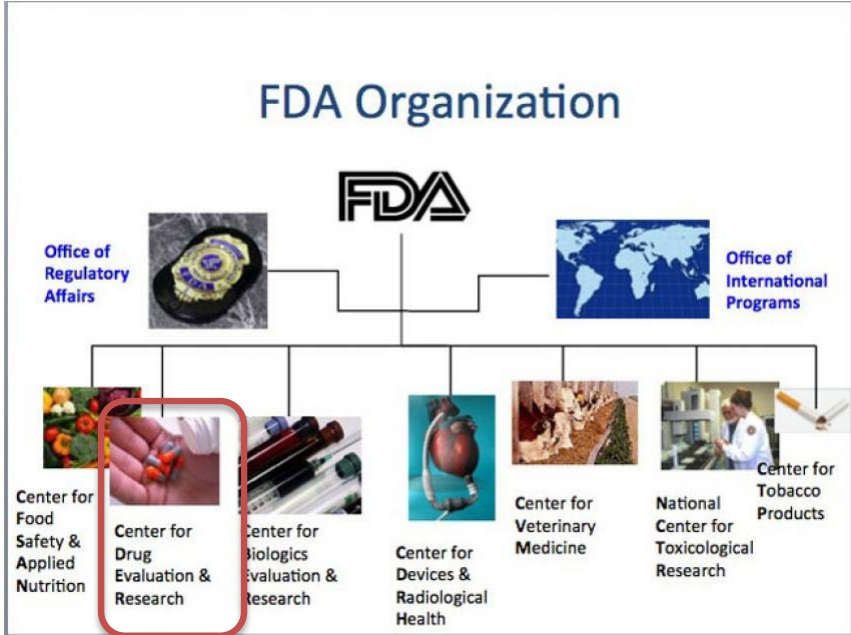 FDA Organization
FDA
Office of
Regulatory
Affairs
Office of
International
Programs
Center for
Food
Safety &
Applied
Nutrition
Center for
Drug
Evaluation &
Research
Center for
Biologics
Evaluation &
Research
Center for
Devices &
Radiological
Health
Center for
Veterinary
Medicine
National
Center for
Toxicological
Research
Center for
Tobacco
Products